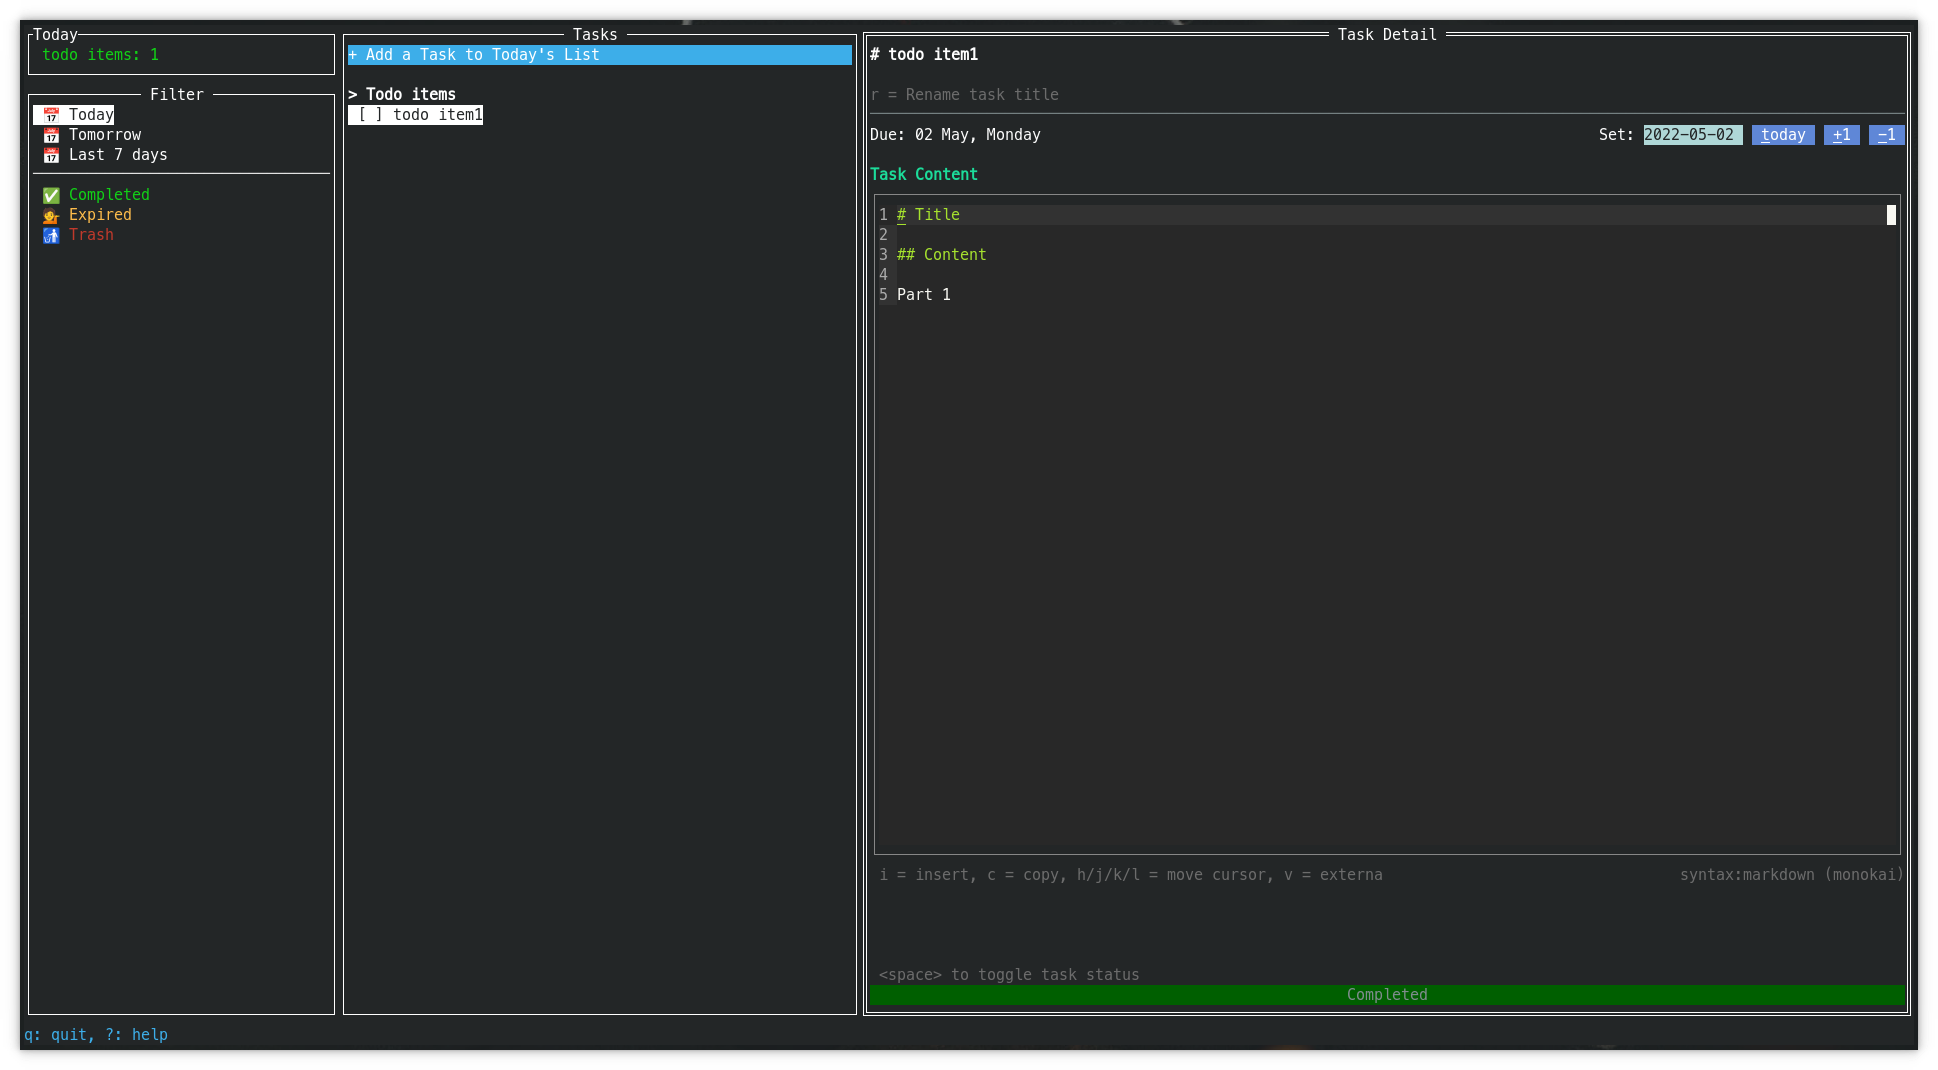 Today
todo items: 1
Filter
Today
Tomorrow
Last 7 days
Completed
Expired
Trash
Tasks
+ Add a Task to Today's List
> Todo items
[ ] todo item1
Task Detail
# todo item1
r = Rename task title
Due: 02 May, Monday Set: 2022-05-02 today +1 -1
Task Content
1 # Title
2
3 ## Content
4
5 Part 1
i = insert, c = copy, h/j/k/l = move cursor, v = externa syntax:markdown (monokai)
<space> to toggle task status
Completed
q: quit, ?: help